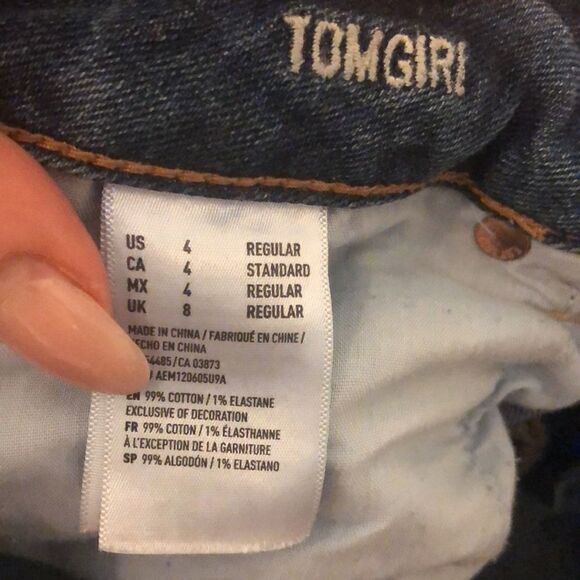 TOMGIRL
US 4 REGULAR
CA 4 STANDARD
MX 4 REGULAR
UK 8 REGULAR
MADE IN CHINA / FABRIQUÉ EN CHINE /
HECHO EN CHINA
/ CA 03873
AEM120605U9A
EN 99% COTTON / 1% ELASTANE
EXCLUSIVE OF DECORATION
FR 99% COTON / 1% ÉLASTHANNE
À L'EXCEPTION DE LA GARNITURE
SP 99% ALGODÓN / 1% ELASTANO